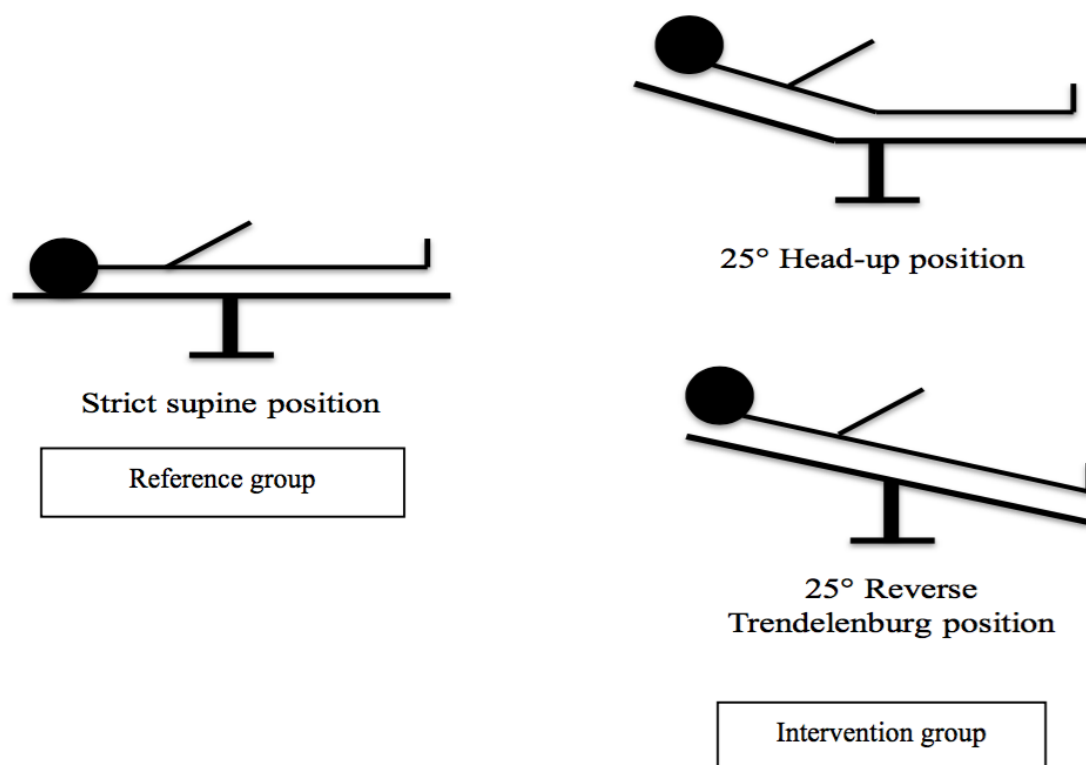 Strict supine position
Reference group
25° Head-up position
25° Reverse
Trendelenburg position
Intervention group